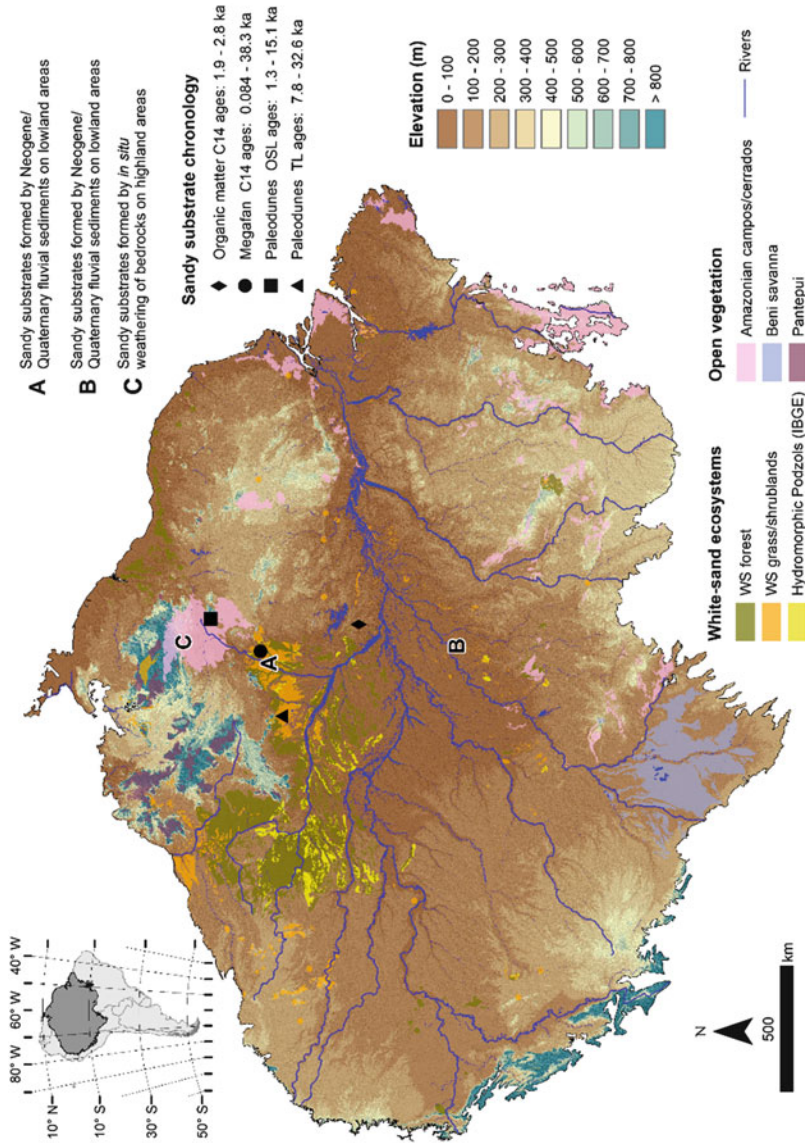 A
Sandy substrates formed by Neogene/
Quaternary fluvial sediments on lowland areas
B
Sandy substrates formed by Neogene/
Quaternary fluvial sediments on lowland areas
C
Sandy substrates formed by in situ
weathering of bedrocks on highland areas
Sandy substrate chronology
Organic matter C14 ages: 1.9 - 2.8 ka
Megafan C14 ages: 0.084 - 38.3 ka
Paleodunes OSL ages: 1.3 - 15.1 ka
Paleodunes TL ages: 7.8 - 32.6 ka
80° W 60° W 40° W
10° N
10° S
30° S
50° S
C
A
B
Elevation (m)
0 - 100
100 - 200
200 - 300
300 - 400
400 - 500
500 - 600
600 - 700
700 - 800
> 800
N
500
km
White-sand ecosystems
WS forest
WS grass/shrublands
Hydromorphic Podzols (IBGE)
Open vegetation
Amazonian campos/cerrados
Beni savanna
Pantepui
Rivers